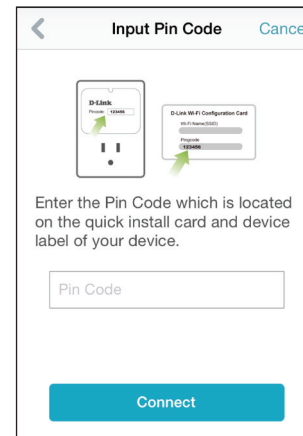 Input Pin Code Cance
D-Link
Pincode: 123456
D-Link Wi-Fi Configuration Card
Wi-Fi Name(SSID)
Pingcode
123456
Enter the Pin Code which is located
on the quick install card and device
label of your device.
Pin Code
Connect